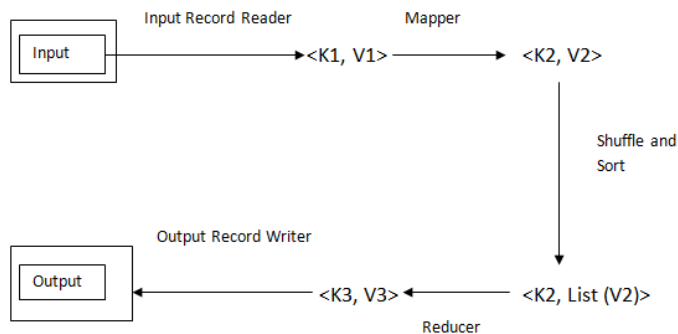 Input Record Reader
Mapper
Input
<K1, V1>
<K2, V2>
Shuffle and
Sort
Output Record Writer
Output
<K3, V3>
<K2, List (V2)>
Reducer